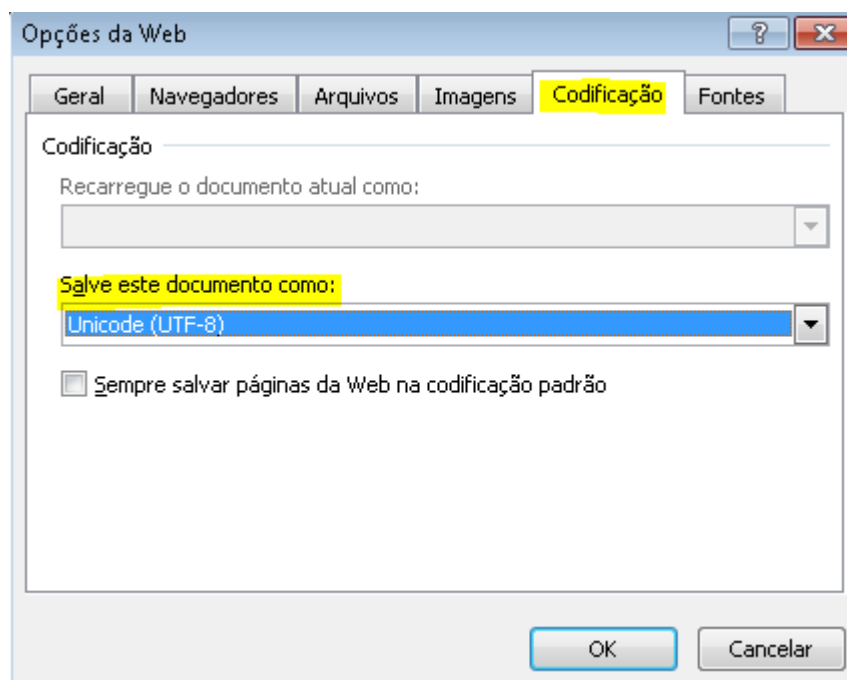 Opções da Web
Geral Navegadores Arquivos Imagens Codificação Fontes
Codificação
Recarregue o documento atual como:
Salve este documento como:
Unicode (UTF-8)
Sempre salvar páginas da Web na codificação padrão
OK Cancelar